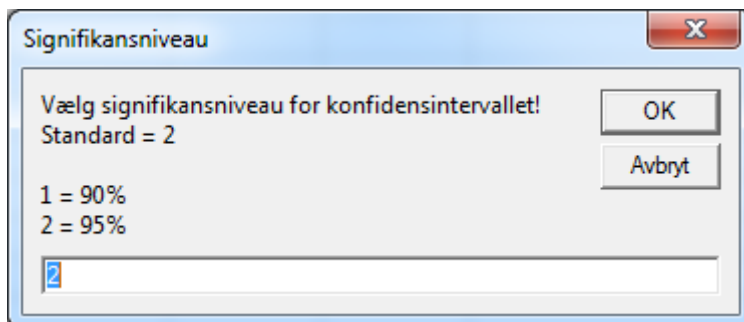 Signifikansniveau
Vælg signifikansniveau for konfidensintervallet!
Standard = 2
1 = 90%
2 = 95%
OK
Avbryt
2